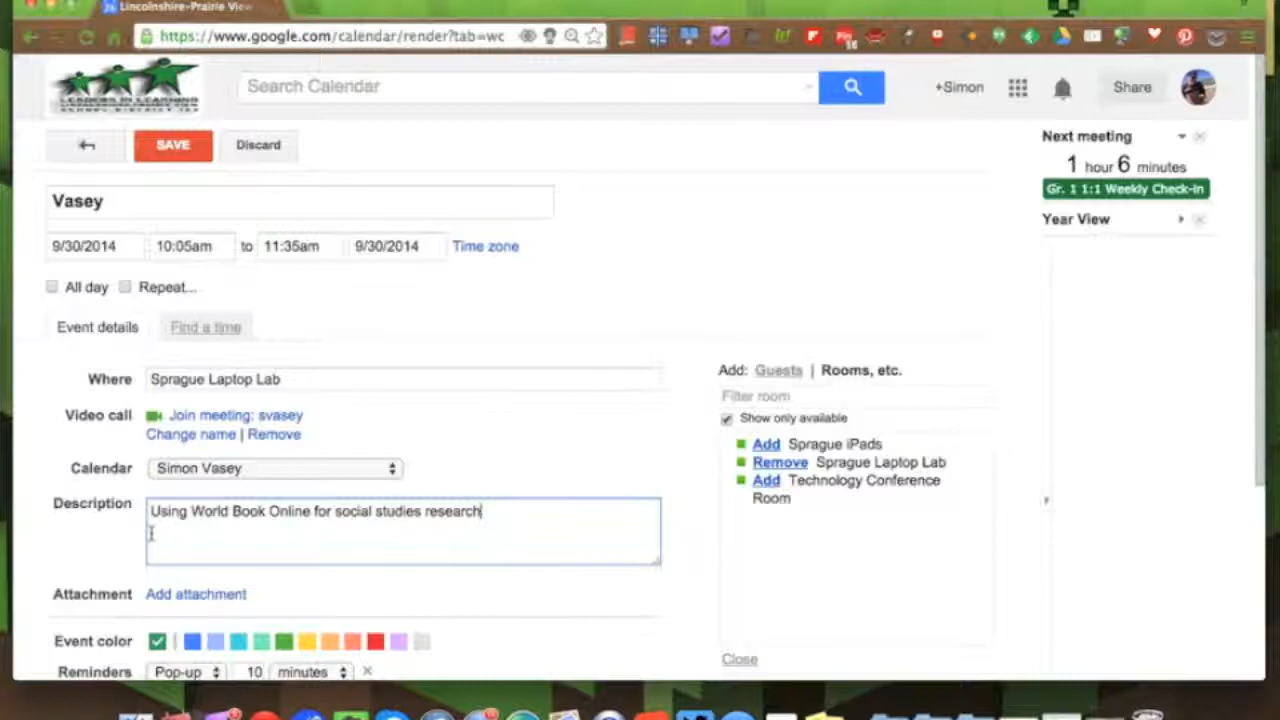 Lincolnshire-Prairie View
https://www.google.com/calendar/render?tab=wc
LEADERS IN LEARNING
Search Calendar
+Simon
Share
SAVE
Discard
Next meeting
1 hour 6 minutes
Gr. 1 1:1 Weekly Check-in
Year View
Vasey
9/30/2014 10:05am to 11:35am 9/30/2014 Time zone
All day Repeat...
Event details Find a time
Where Sprague Laptop Lab
Video call Join meeting: svasey
Change name | Remove
Calendar Simon Vasey
Description Using World Book Online for social studies research
Attachment Add attachment
Event color
Reminders Pop-up 10 minutes ×
Add: Guests | Rooms, etc.
Filter room
Show only available
Add Sprague iPads
Remove Sprague Laptop Lab
Add Technology Conference
Room
Close